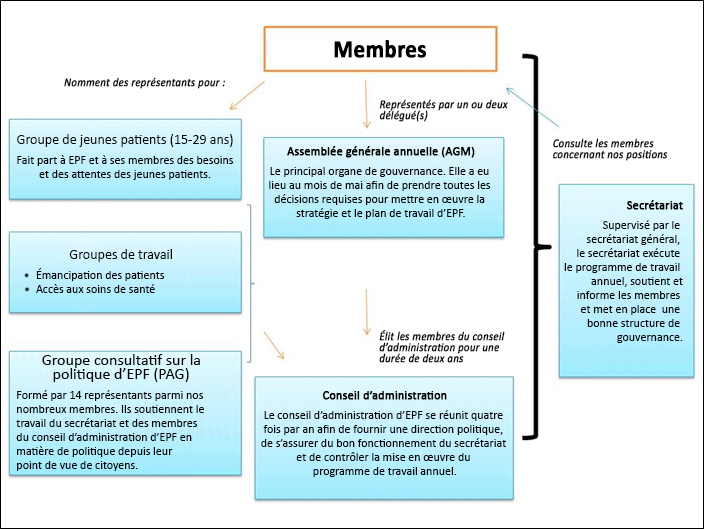 Membres
Nomment des représentants pour :
Représentés par un ou deux
délégué(s)
Consulte les membres
concernant nos positions
Groupe de jeunes patients (15-29 ans)
Fait part à EPF et à ses membres des besoins
et des attentes des jeunes patients.
Assemblée générale annuelle (AGM)
Le principal organe de gouvernance. Elle a eu
lieu au mois de mai afin de prendre toutes les
décisions requises pour mettre en œuvre la
stratégie et le plan de travail d’EPF.
Secrétariat
Supervisé par le
secrétariat général,
le secrétariat exécute
le programme de travail
annuel, soutient et
informe les membres
et met en place une
bonne structure de
gouvernance.
Groupes de travail
• Émancipation des patients
• Accès aux soins de santé
Élit les membres du conseil
d’administration pour une
durée de deux ans
Groupe consultatif sur la
politique d’EPF (PAG)
Formé par 14 représentants parmi nos
nombreux membres. Ils soutiennent le
travail du secrétariat et des membres
du conseil d’administration d’EPF en
matière de politique depuis leur
point de vue de citoyens.
Conseil d’administration
Le conseil d’administration d’EPF se réunit quatre
fois par an afin de fournir une direction politique,
de s’assurer du bon fonctionnement du secrétariat
et de contrôler la mise en œuvre du
programme de travail annuel.